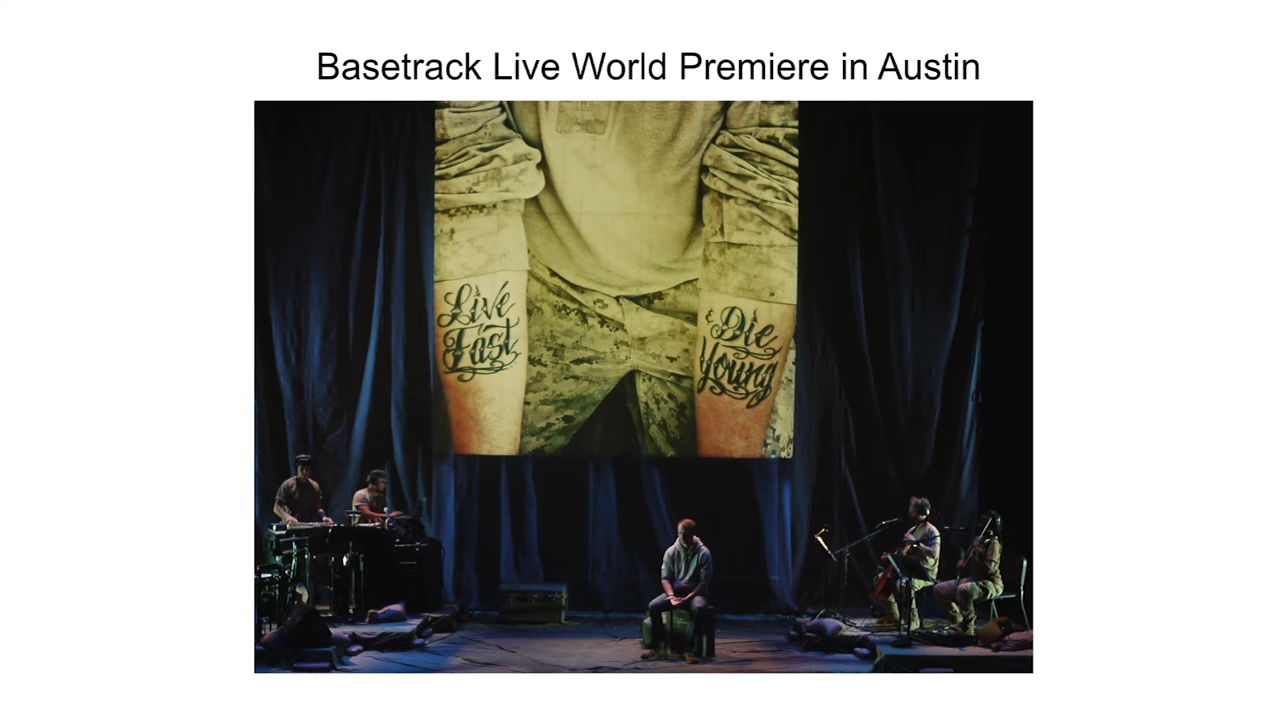 Basetrack Live World Premiere in Austin
Live
Fast
& Die
Young